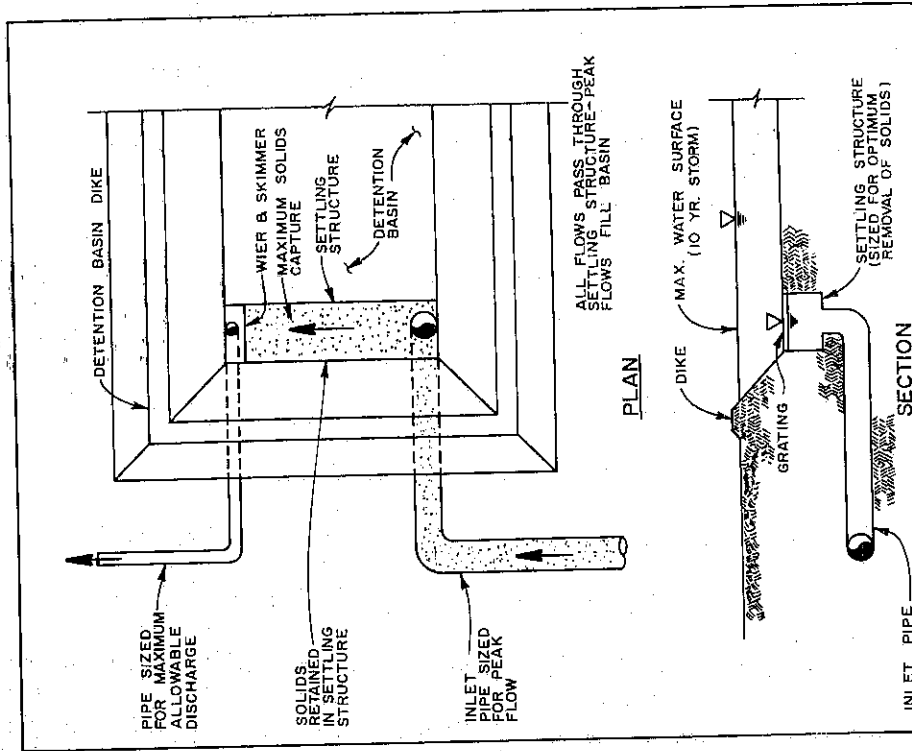 DETENTION BASIN DIKE
WIER & SKIMMER
MAXIMUM SOLIDS
CAPTURE
SETTLING
STRUCTURE
DETENTION
BASIN
PIPE SIZED
FOR MAXIMUM
ALLOWABLE
DISCHARGE
SOLIDS
RETAINED
IN SETTLING
STRUCTURE
INLET
PIPE SIZED
FOR PEAK
FLOW
ALL FLOWS PASS THROUGH
SETTLING STRUCTURE-PEAK
FLOWS FILL BASIN
PLAN
DIKE
MAX. WATER SURFACE
(10 YR. STORM)
GRATING
SETTLING STRUCTURE
(SIZED FOR OPTIMUM
REMOVAL OF SOLIDS)
INLET PIPE
SECTION